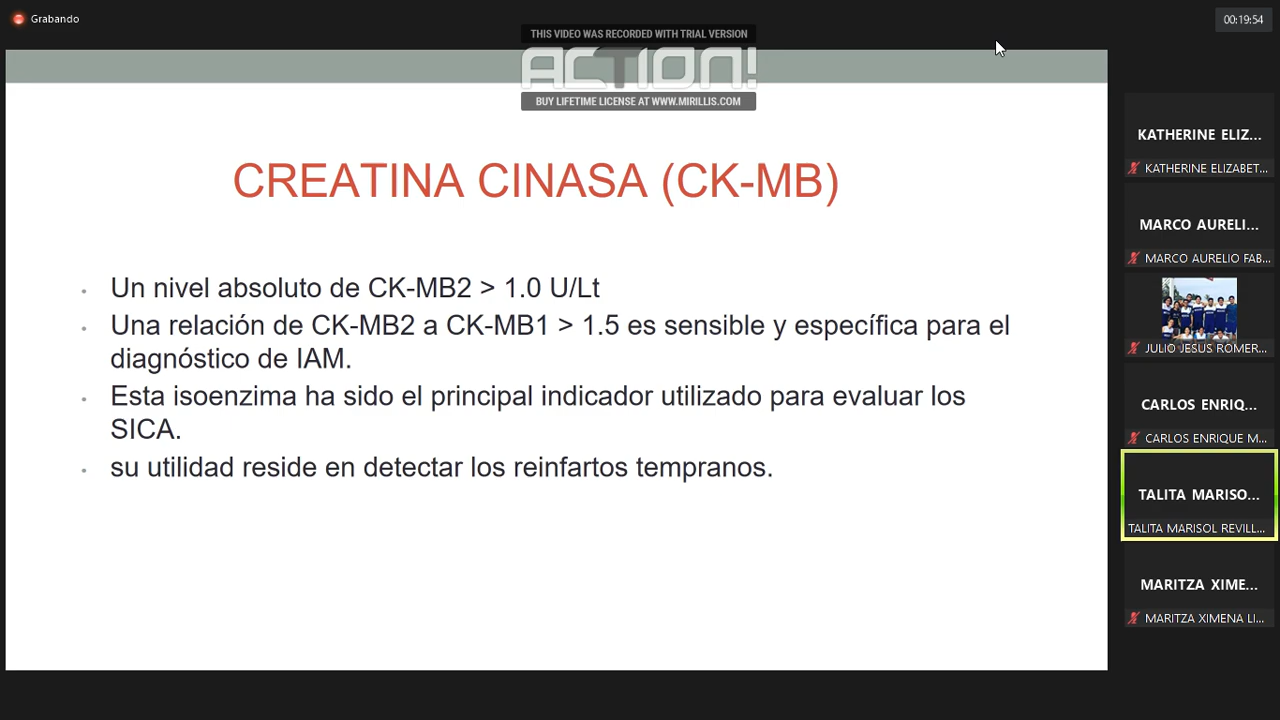 Grabando
00:19:54
THIS VIDEO WAS RECORDED WITH TRIAL VERSION
ACTION!
BUY LIFETIME LICENSE AT WWW.MIRILLIS.COM
CREATINA CINASA (CK-MB)
• Un nivel absoluto de CK-MB2 > 1.0 U/Lt
• Una relación de CK-MB2 a CK-MB1 > 1.5 es sensible y específica para el
diagnóstico de IAM.
• Esta isoenzima ha sido el principal indicador utilizado para evaluar los
SICA.
• su utilidad reside en detectar los reinfartos tempranos.
KATHERINE ELIZ...
KATHERINE ELIZABET...
MARCO AURELI...
MARCO AURELIO FAB...
JULIO JESUS ROMER...
CARLOS ENRIQ...
CARLOS ENRIQUE M...
TALITA MARISO...
TALITA MARISOL REVILL...
MARITZA XIME...
MARITZA XIMENA LI...